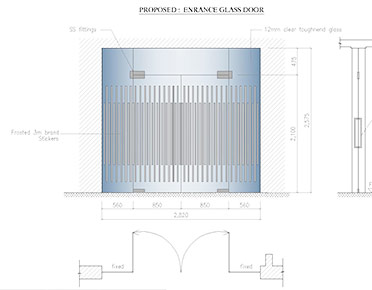 PROPOSED : ENRANCE GLASS DOOR
SS fittings
12mm clear toughned glass
Frosted 3m brand
Stickers
475
2,100
2,575
560
850
850
560
2,820
fixed
fixed